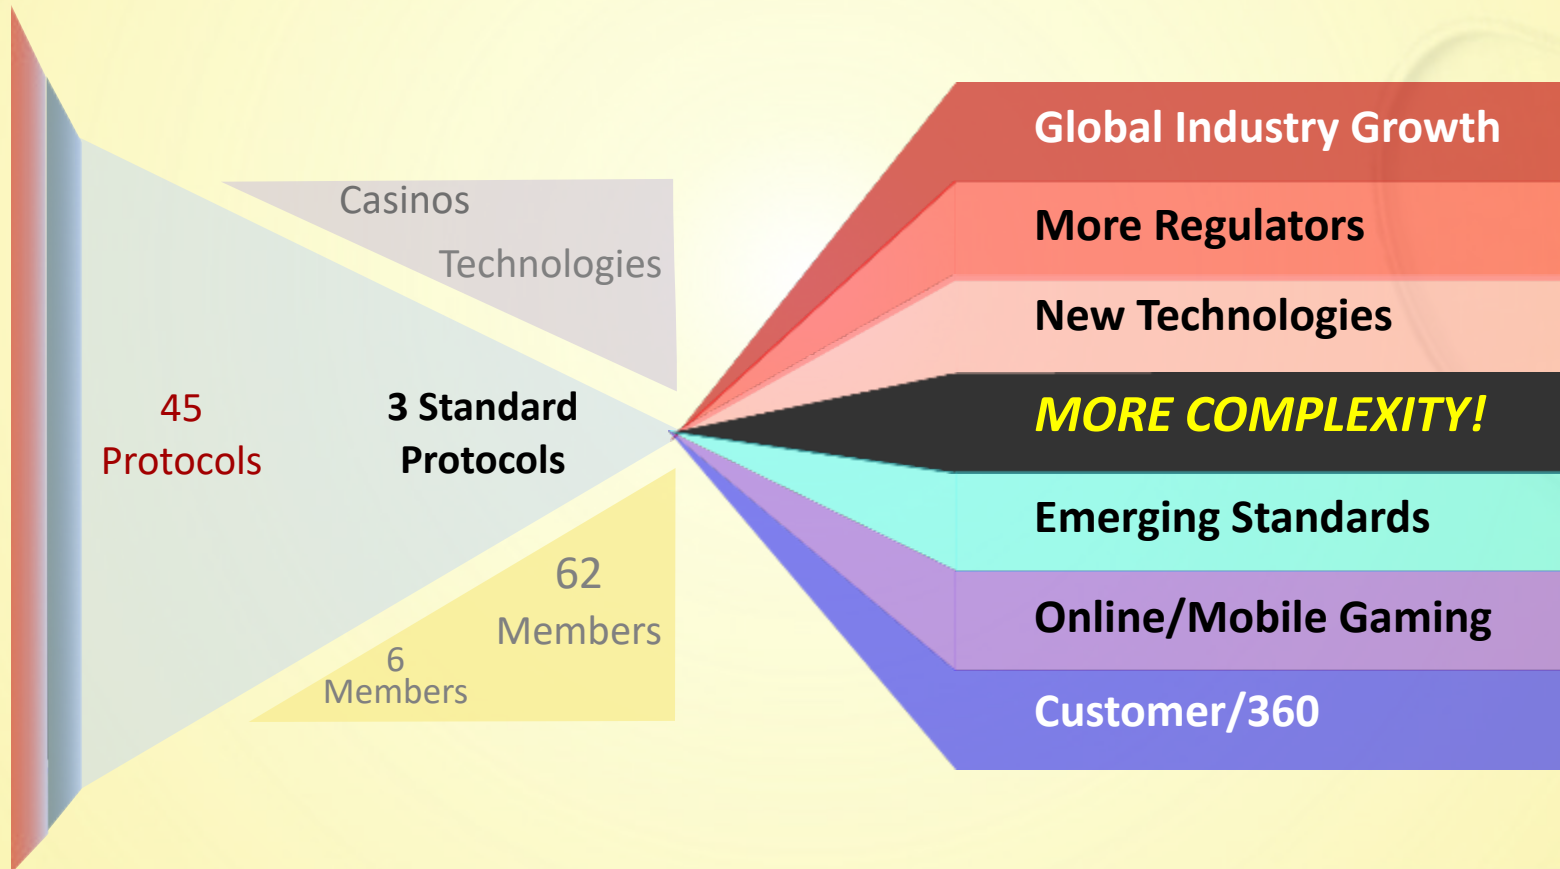 Casinos
Technologies
45
Protocols
3 Standard
Protocols
62
Members
6
Members
Global Industry Growth
More Regulators
New Technologies
MORE COMPLEXITY!
Emerging Standards
Online/Mobile Gaming
Customer/360